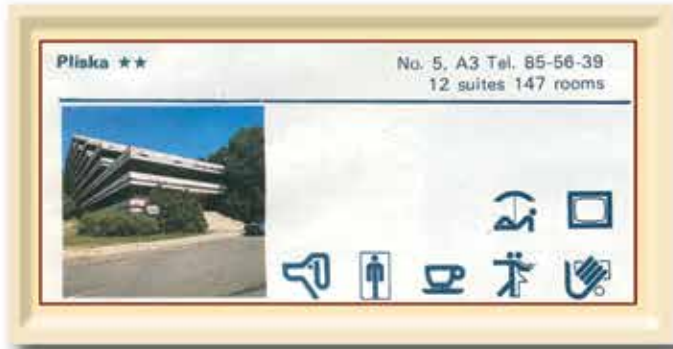 Pliska ★★
No. 5, A3 Tel. 85-56-39
12 suites 147 rooms